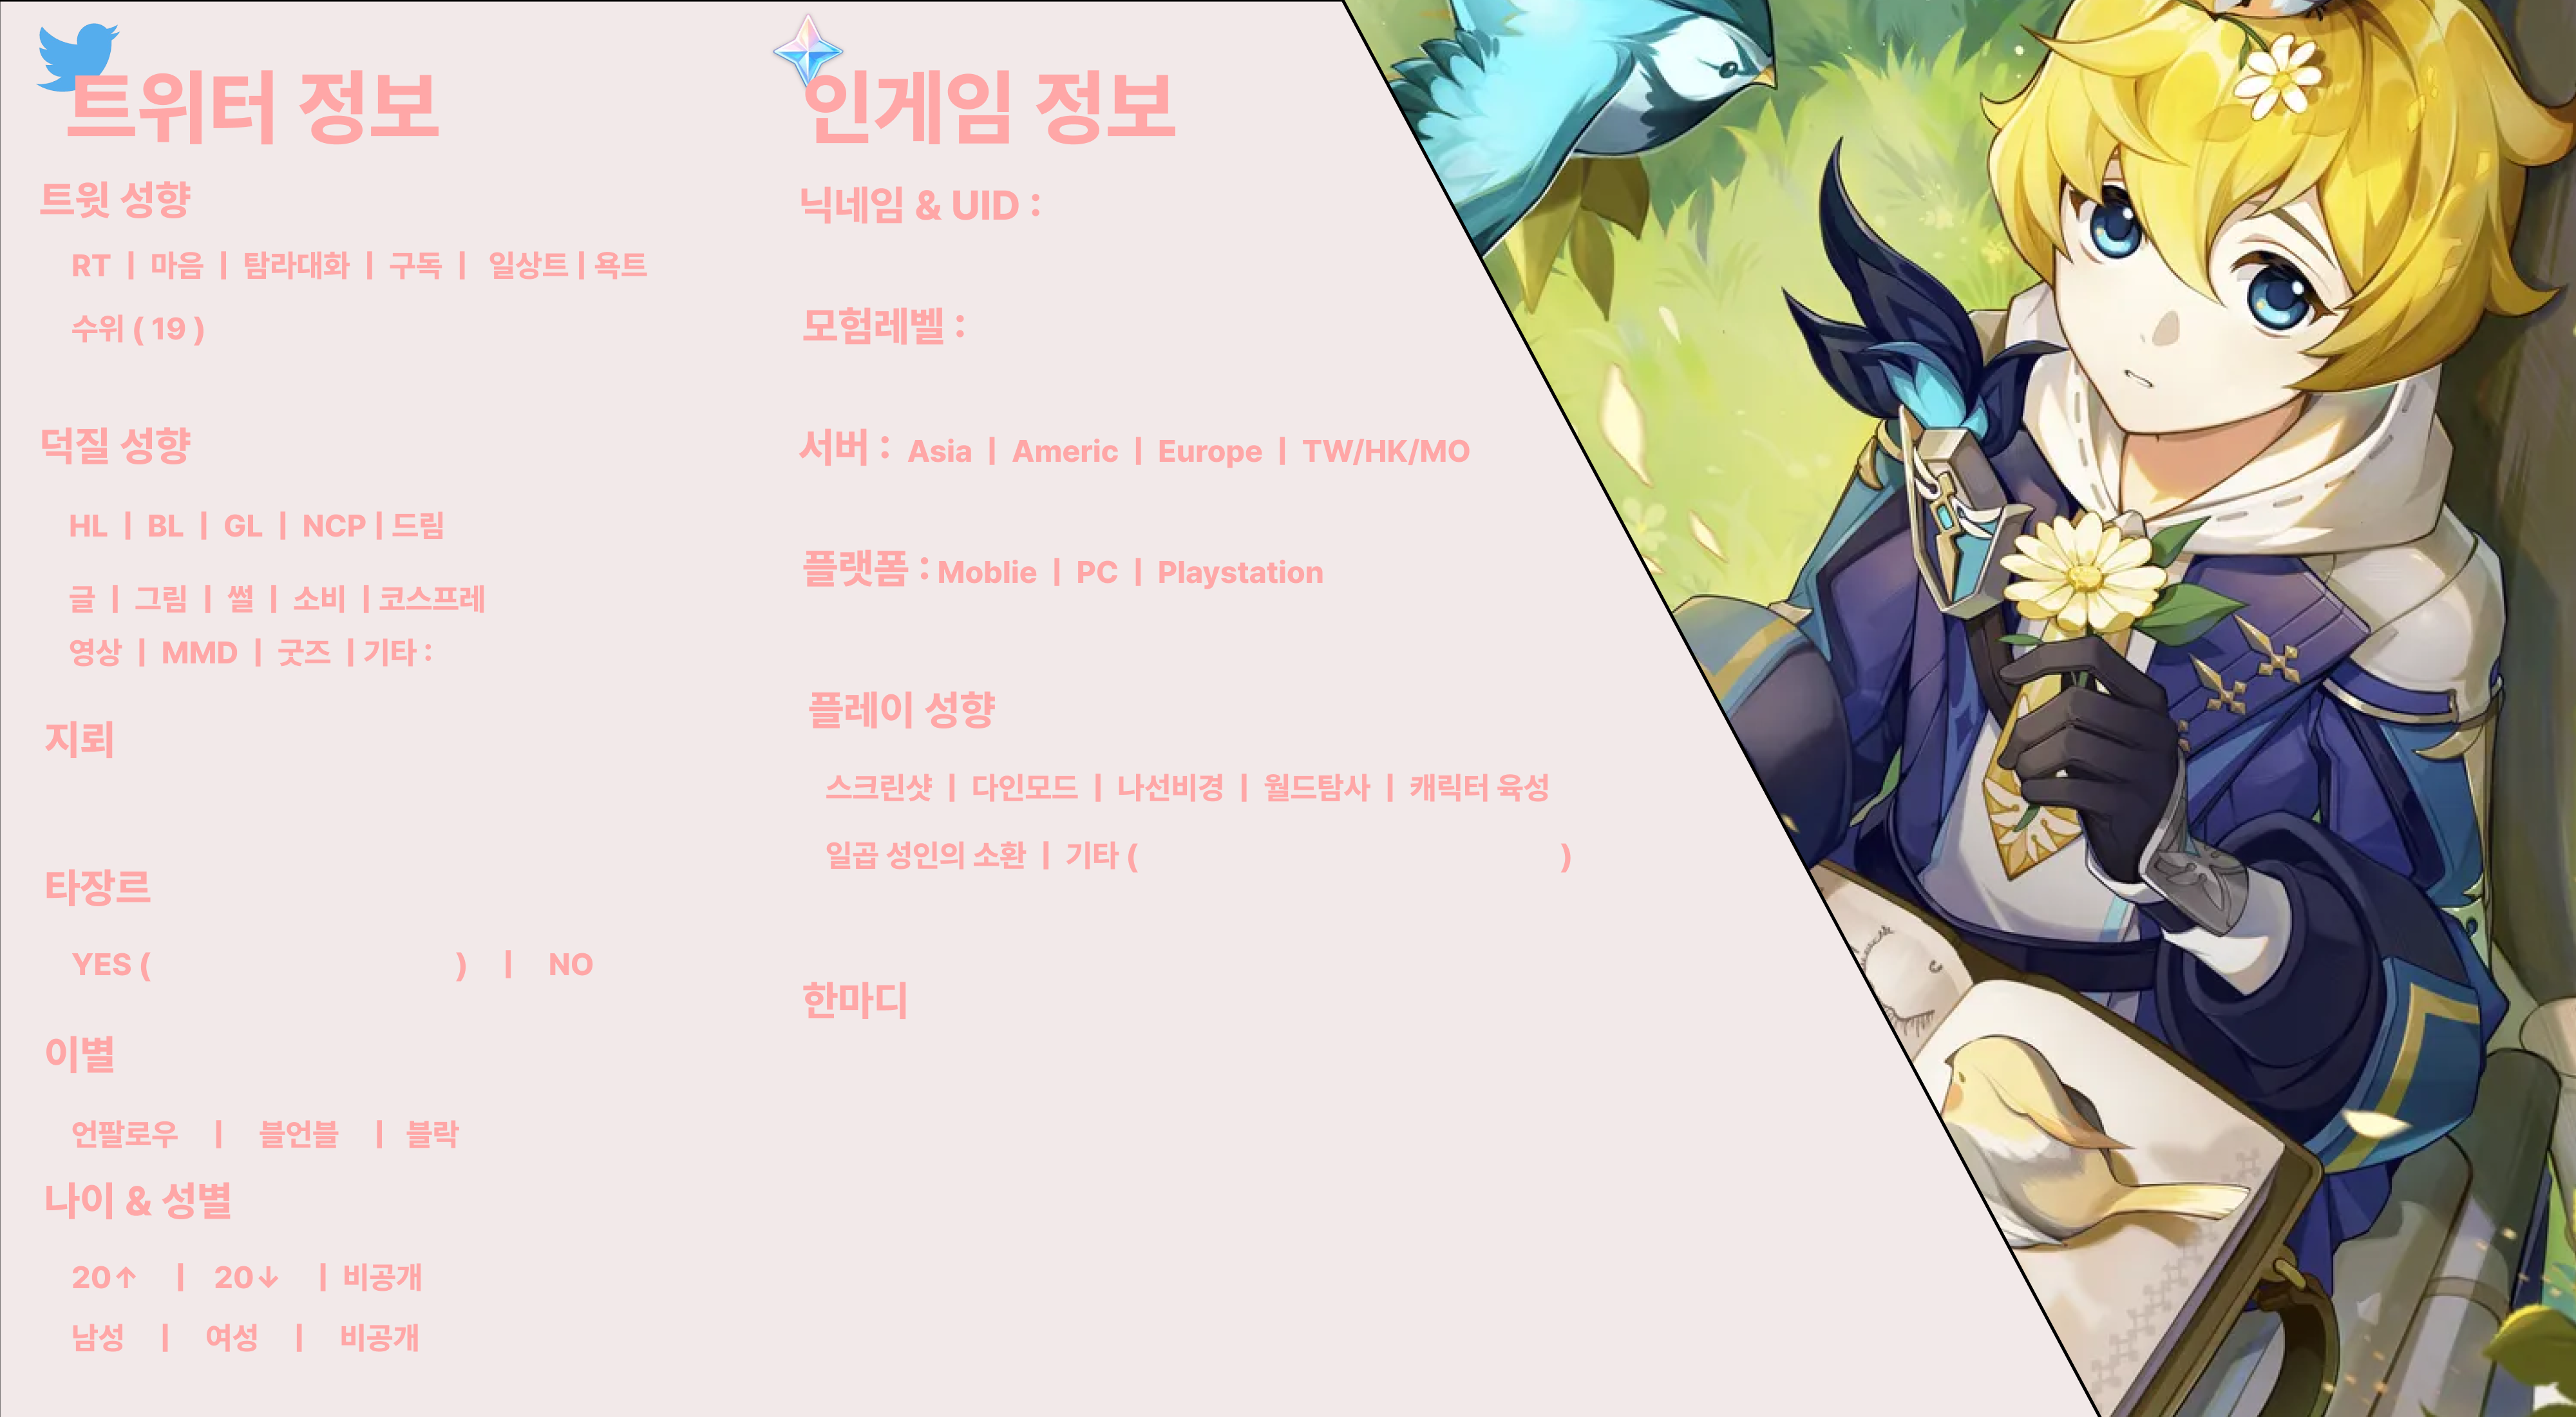 트위터 정보
트윗 성향
RT | 마음 | 탐라대화 | 구독 | 일상트 | 욕트
수위 ( 19 )
덕질 성향
HL | BL | GL | NCP | 드림
글 | 그림 | 썰 | 소비 | 코스프레
영상 | MMD | 굿즈 | 기타 :
지뢰
타장르
YES ( ) | NO
이별
언팔로우 | 블언블 | 블락
나이 & 성별
20↑ | 20↓ | 비공개
남성 | 여성 | 비공개
인게임 정보
닉네임 & UID :
모험레벨 :
서버 : Asia | Americ | Europe | TW/HK/MO
플랫폼 : Moblie | PC | Playstation
플레이 성향
스크린샷 | 다인모드 | 나선비경 | 월드탐사 | 캐릭터 육성
일곱 성인의 소환 | 기타 ( )
한마디